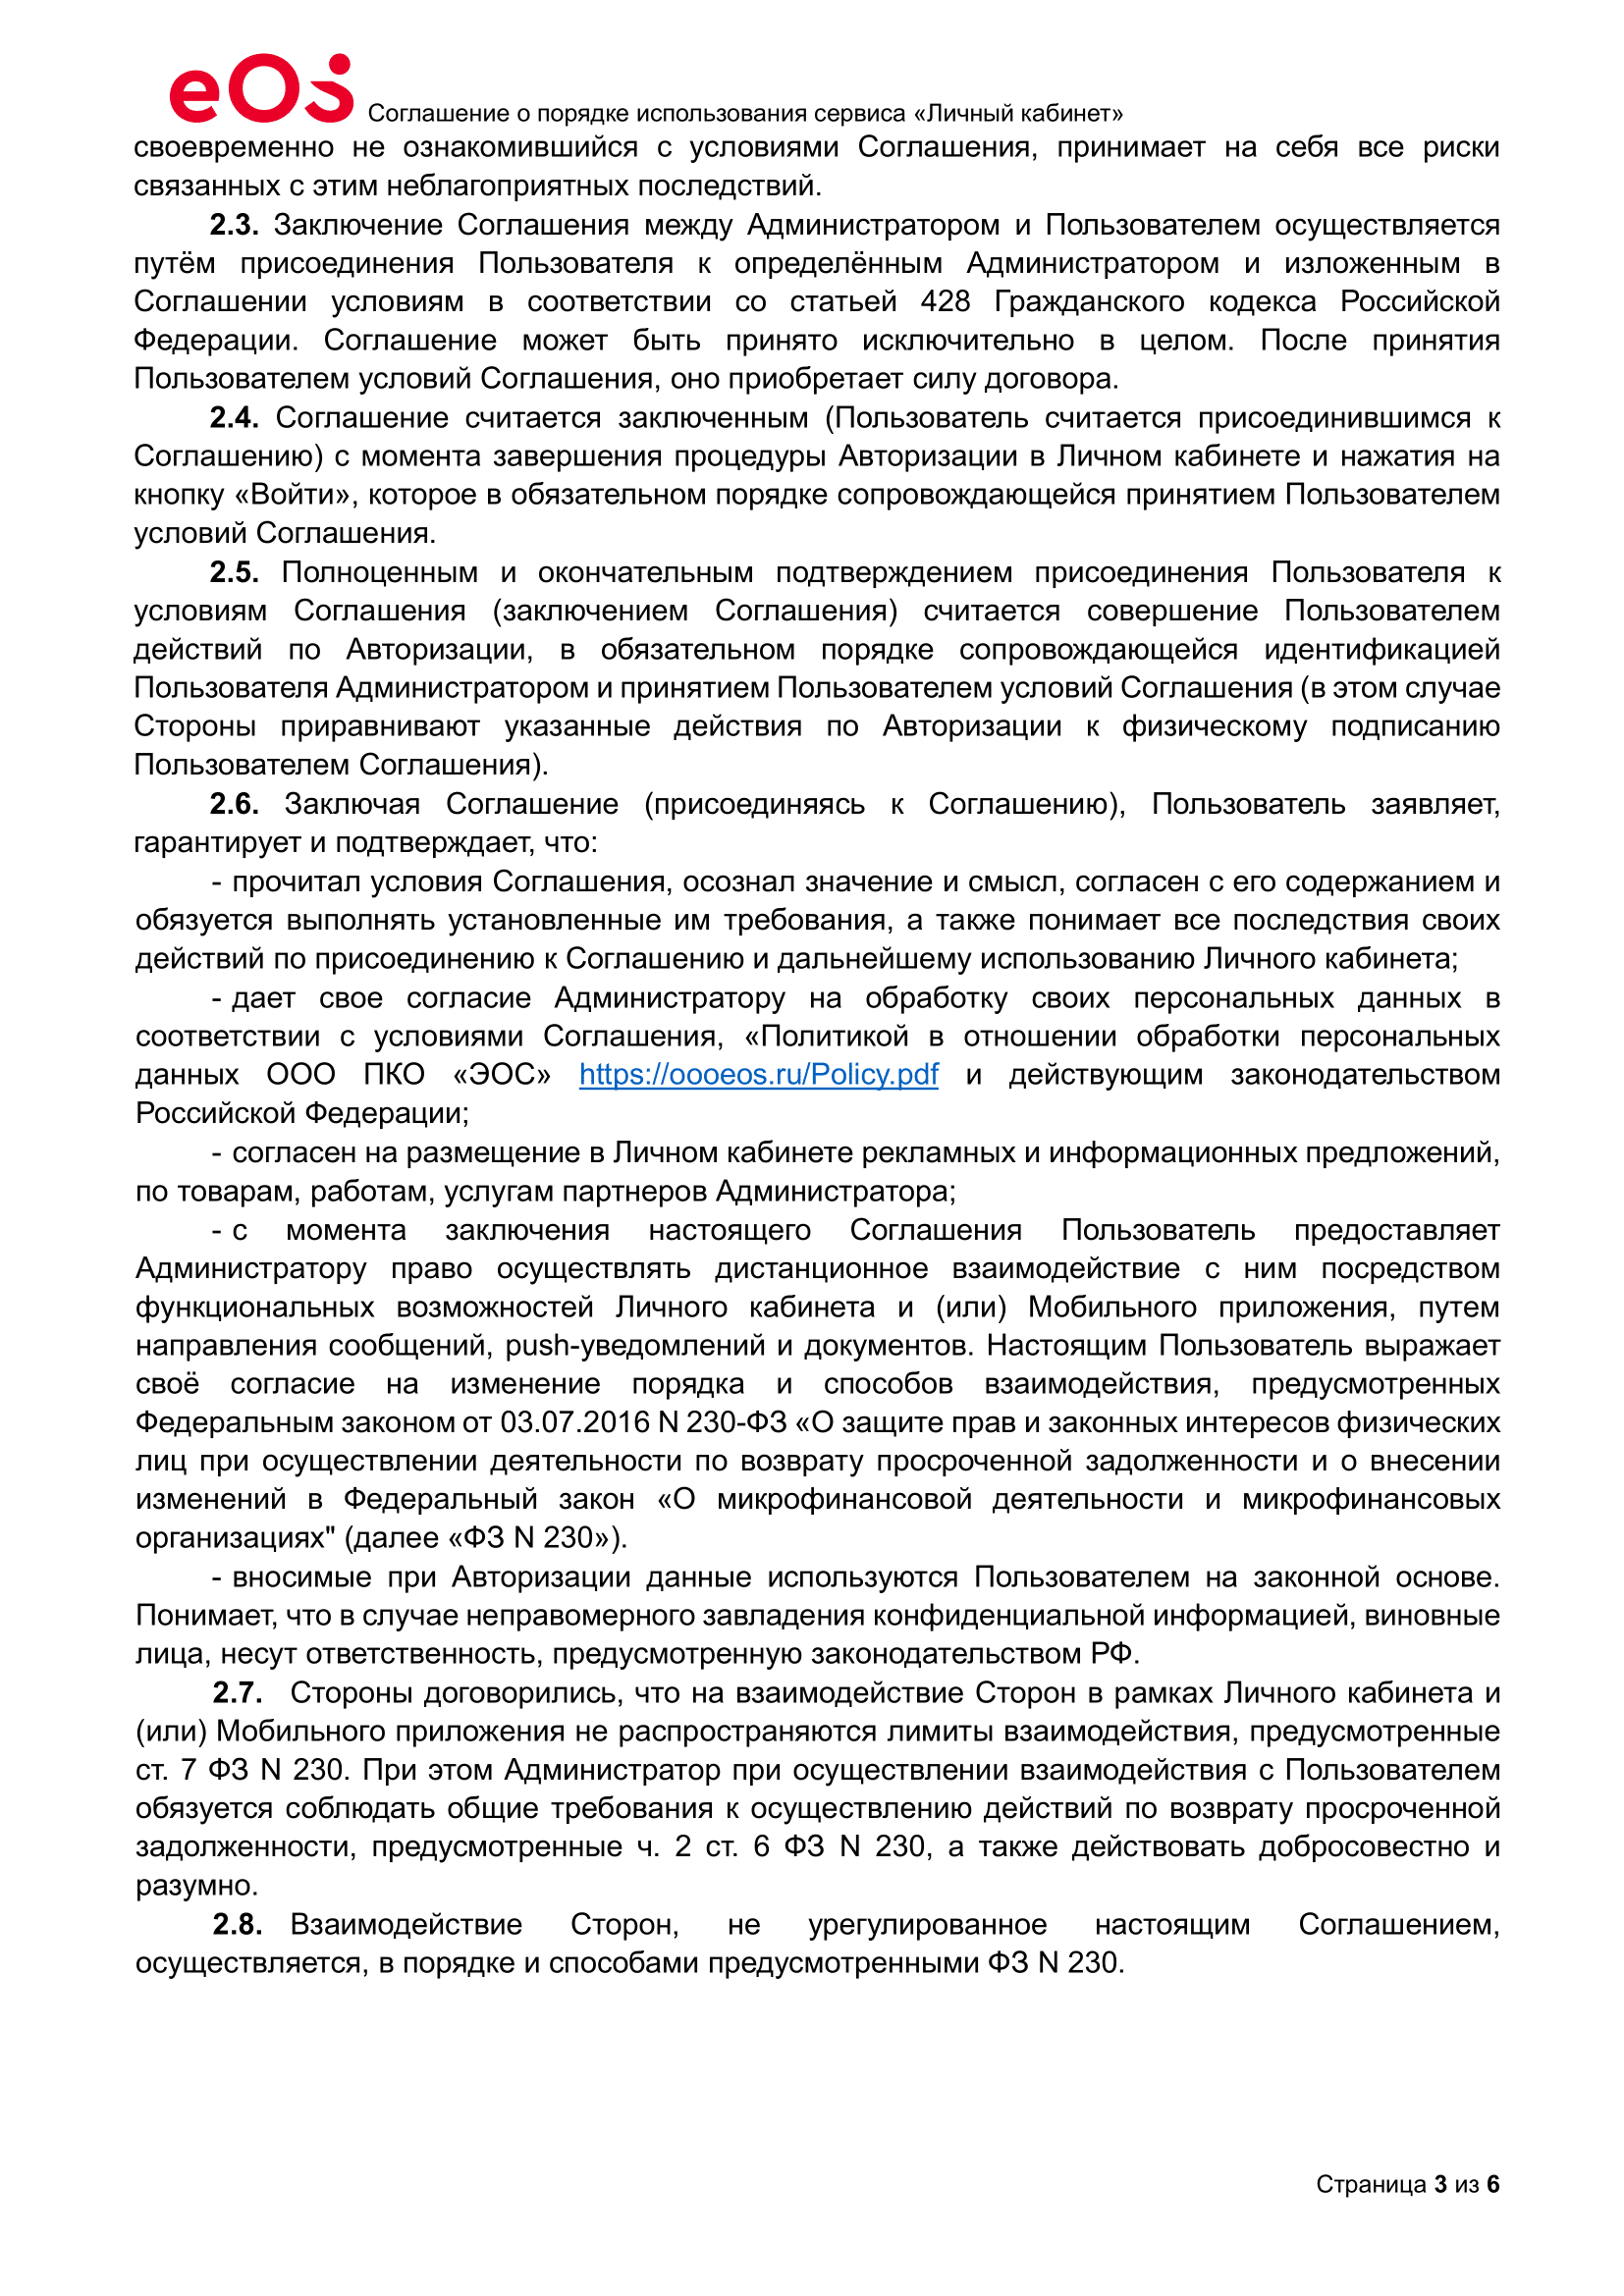 eOs Соглашение о порядке использования сервиса «Личный кабинет»
своевременно не ознакомившийся с условиями Соглашения, принимает на себя все риски
связанных с этим неблагоприятных последствий.
2.3. Заключение Соглашения между Администратором и Пользователем осуществляется
путём присоединения Пользователя к определённым Администратором и изложенным в
Соглашении условиям в соответствии со статьей 428 Гражданского кодекса Российской
Федерации. Соглашение может быть принято исключительно в целом. После принятия
Пользователем условий Соглашения, оно приобретает силу договора.
2.4. Соглашение считается заключенным (Пользователь считается присоединившимся к
Соглашению) с момента завершения процедуры Авторизации в Личном кабинете и нажатия на
кнопку «Войти», которое в обязательном порядке сопровождающейся принятием Пользователем
условий Соглашения.
2.5. Полноценным и окончательным подтверждением присоединения Пользователя к
условиям Соглашения (заключением Соглашения) считается совершение Пользователем
действий по Авторизации, в обязательном порядке сопровождающейся идентификацией
Пользователя Администратором и принятием Пользователем условий Соглашения (в этом случае
Стороны приравнивают указанные действия по Авторизации к физическому подписанию
Пользователем Соглашения).
2.6. Заключая Соглашение (присоединяясь к Соглашению), Пользователь заявляет,
гарантирует и подтверждает, что:
- прочитал условия Соглашения, осознал значение и смысл, согласен с его содержанием и
обязуется выполнять установленные им требования, а также понимает все последствия своих
действий по присоединению к Соглашению и дальнейшему использованию Личного кабинета;
- дает свое согласие Администратору на обработку своих персональных данных в
соответствии с условиями Соглашения, «Политикой в отношении обработки персональных
данных ООО ПКО «ЭОС» https://oooeos.ru/Policy.pdf и действующим законодательством
Российской Федерации;
- согласен на размещение в Личном кабинете рекламных и информационных предложений,
по товарам, работам, услугам партнеров Администратора;
- с момента заключения настоящего Соглашения Пользователь предоставляет
Администратору право осуществлять дистанционное взаимодействие с ним посредством
функциональных возможностей Личного кабинета и (или) Мобильного приложения, путем
направления сообщений, push-уведомлений и документов. Настоящим Пользователь выражает
своё согласие на изменение порядка и способов взаимодействия, предусмотренных
Федеральным законом от 03.07.2016 N 230-ФЗ «О защите прав и законных интересов физических
лиц при осуществлении деятельности по возврату просроченной задолженности и о внесении
изменений в Федеральный закон «О микрофинансовой деятельности и микрофинансовых
организациях" (далее «ФЗ N 230»).
- вносимые при Авторизации данные используются Пользователем на законной основе.
Понимает, что в случае неправомерного завладения конфиденциальной информацией, виновные
лица, несут ответственность, предусмотренную законодательством РФ.
2.7. Стороны договорились, что на взаимодействие Сторон в рамках Личного кабинета и
(или) Мобильного приложения не распространяются лимиты взаимодействия, предусмотренные
ст. 7 ФЗ N 230. При этом Администратор при осуществлении взаимодействия с Пользователем
обязуется соблюдать общие требования к осуществлению действий по возврату просроченной
задолженности, предусмотренные ч. 2 ст. 6 ФЗ N 230, а также действовать добросовестно и
разумно.
2.8. Взаимодействие Сторон, не урегулированное настоящим Соглашением,
осуществляется, в порядке и способами предусмотренными ФЗ N 230.
Страница 3 из 6